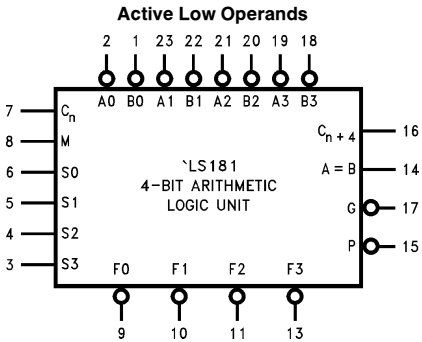 Active Low Operands
2 1 23 22 21 20 19 18
A0 B0 A1 B1 A2 B2 A3 B3
7 Cn
Cn + 4 16
8 M
A = B 14
`LS181
6 S0
4-BIT ARITHMETIC
5 S1
LOGIC UNIT
G 17
4 S2
P 15
3 S3
F0 F1 F2 F3
9 10 11 13